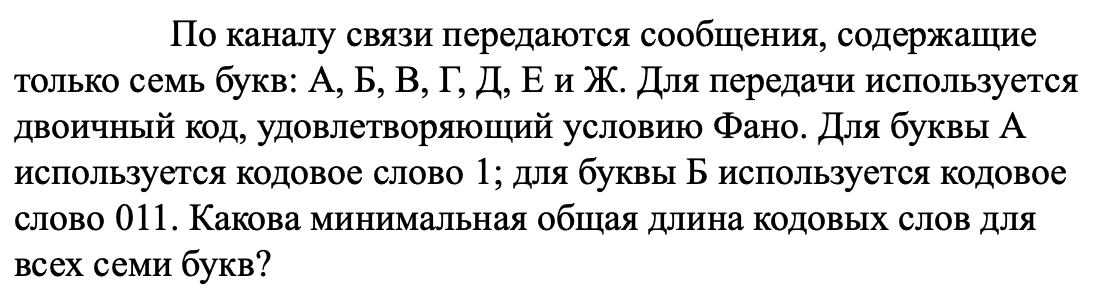 По каналу связи передаются сообщения, содержащие
только семь букв: А, Б, В, Г, Д, Е и Ж. Для передачи используется
двоичный код, удовлетворяющий условию Фано. Для буквы А
используется кодовое слово 1; для буквы Б используется кодовое
слово 011. Какова минимальная общая длина кодовых слов для
всех семи букв?